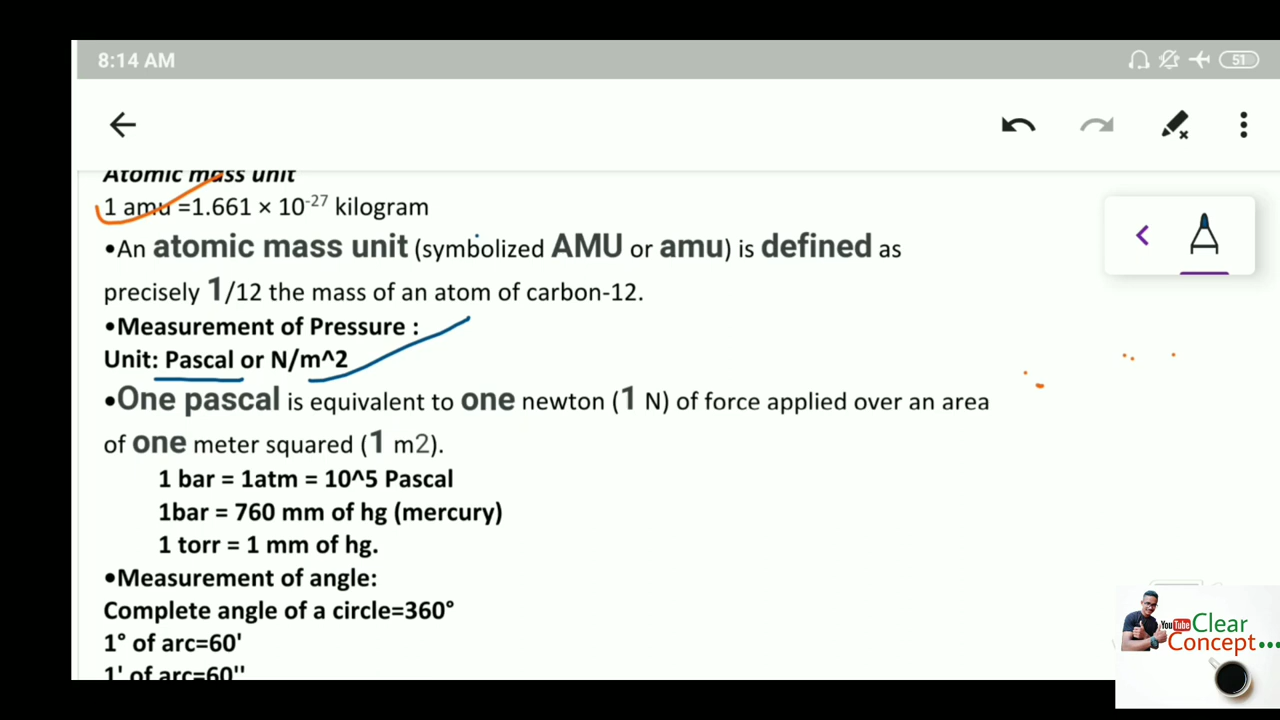 8:14 AM
51
Atomic mass unit
1 amu =1.661 × 10⁻²⁷ kilogram
•An atomic mass unit (symbolized AMU or amu) is defined as
precisely 1/12 the mass of an atom of carbon-12.
•Measurement of Pressure :
Unit: Pascal or N/m^2
•One pascal is equivalent to one newton (1 N) of force applied over an area
of one meter squared (1 m2).
1 bar = 1atm = 10^5 Pascal
1bar = 760 mm of hg (mercury)
1 torr = 1 mm of hg.
•Measurement of angle:
Complete angle of a circle=360°
1° of arc=60'
1' of arc=60''
YouTube Clear
Concept...